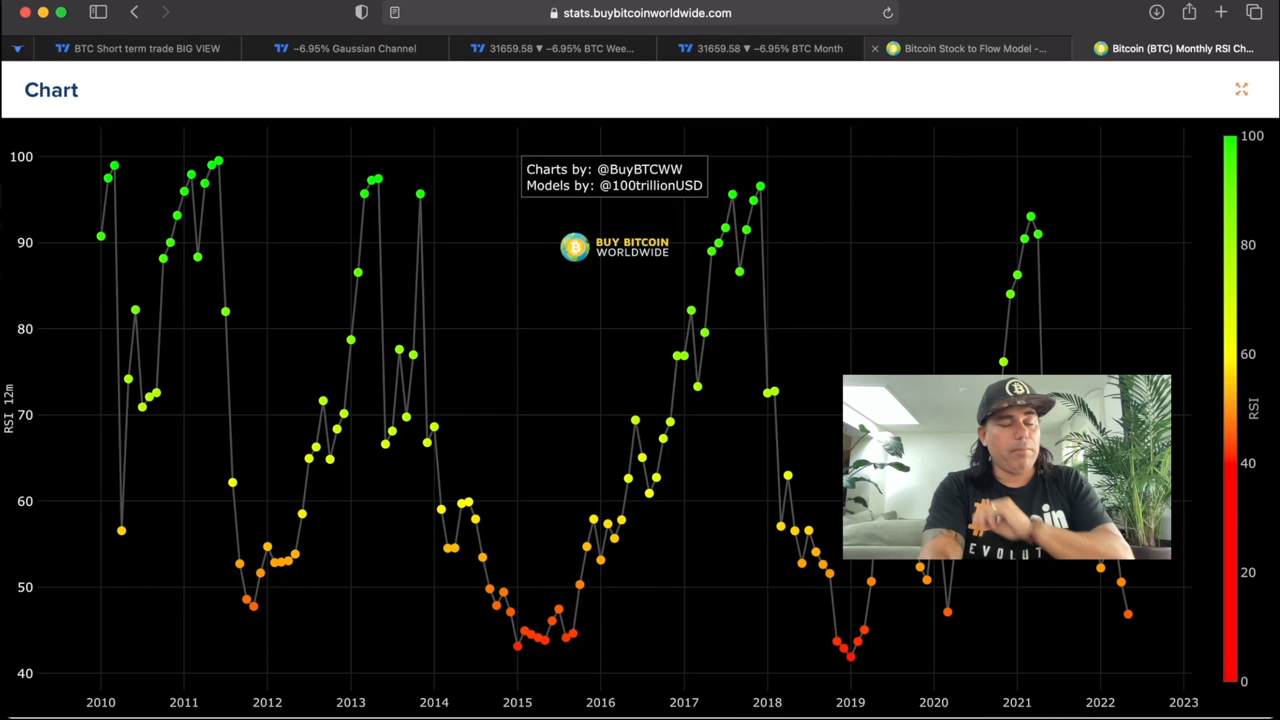 stats.buybitcoinworldwide.com
BTC Short term trade BIG VIEW
−6.95% Gaussian Channel
31659.58 ▼ −6.95% BTC Wee...
31659.58 ▼ −6.95% BTC Month
Bitcoin Stock to Flow Model -...
Bitcoin (BTC) Monthly RSI Ch...
Chart
Charts by: @BuyBTCWW
Models by: @100trillionUSD
BUY BITCOIN
WORLDWIDE
100
90
80
70
60
50
40
RSI 12m
2010 2011 2012 2013 2014 2015 2016 2017 2018 2019 2020 2021 2022 2023
100
80
60
40
20
0
RSI
EVOLUT